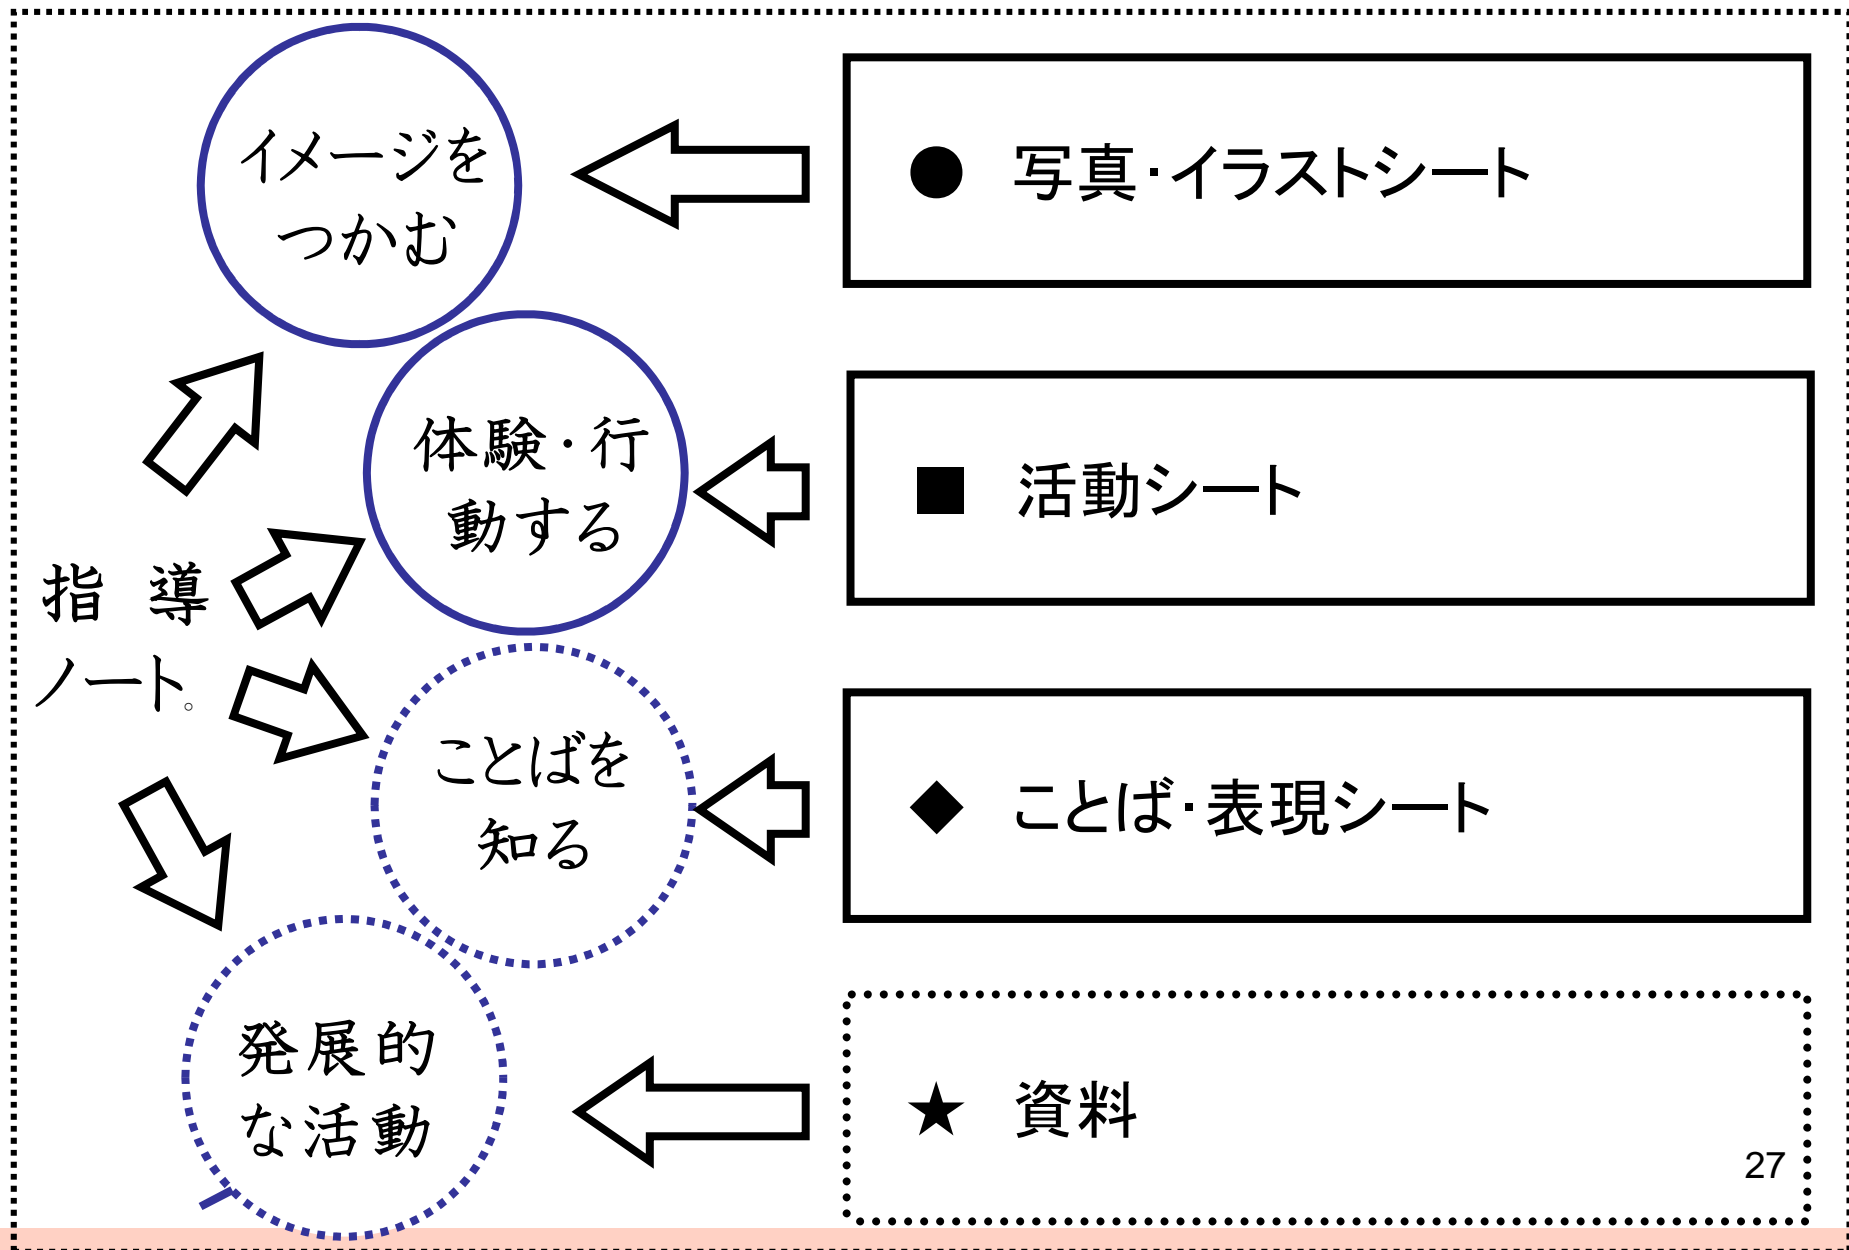 イメージを
つかむ
● 写真・イラストシート
体験・行
動する
■ 活動シート
指 導
ノート。
ことばを
知る
◆ ことば・表現シート
発展的
な活動
★ 資料
27